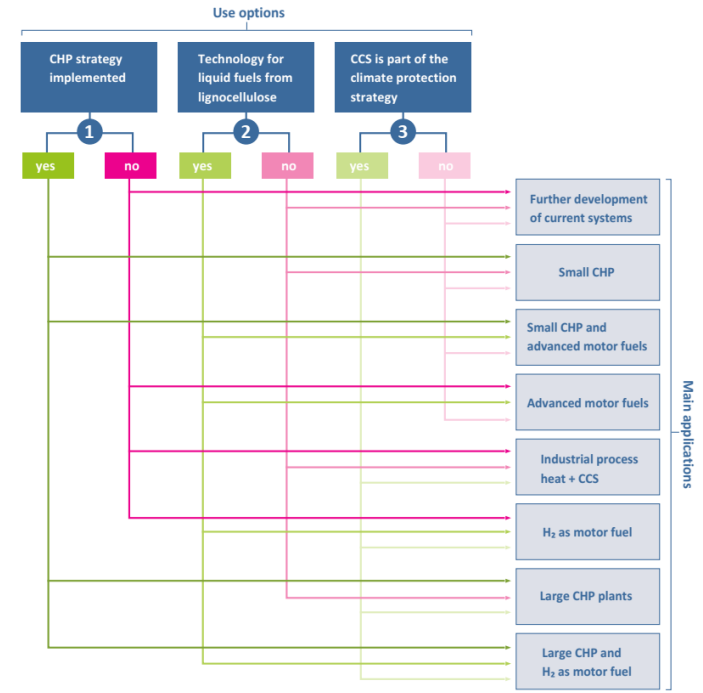 Use options
CHP strategy
implemented
Technology for
liquid fuels from
lignocellulose
CCS is part of the
climate protection
strategy
1
2
3
yes
no
yes
no
yes
no
Further development
of current systems
Small CHP
Small CHP and
advanced motor fuels
Advanced motor fuels
Industrial process
heat + CCS
H₂ as motor fuel
Large CHP plants
Large CHP and
H₂ as motor fuel
Main applications